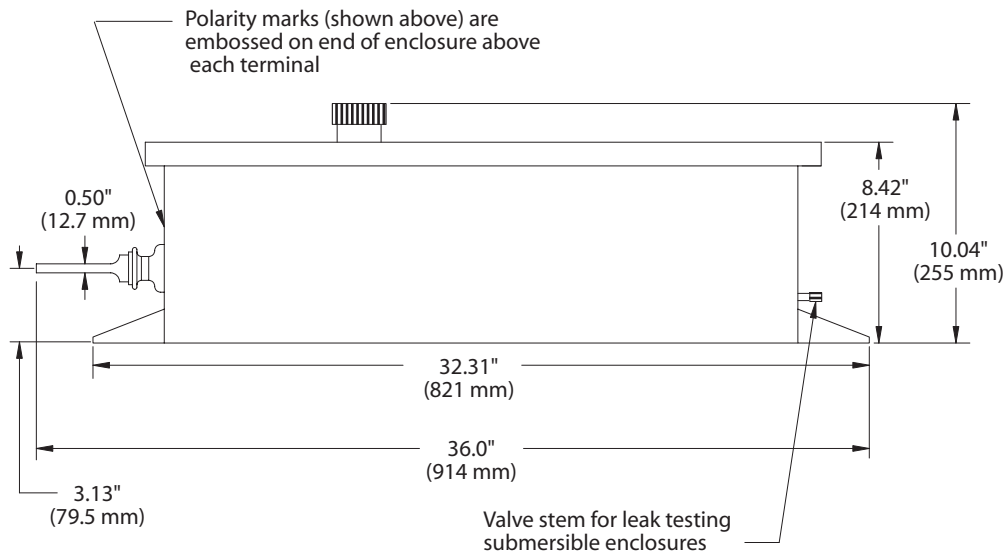 Polarity marks (shown above) are
embossed on end of enclosure above
each terminal
0.50"
(12.7 mm)
8.42"
(214 mm)
10.04"
(255 mm)
32.31"
(821 mm)
36.0"
(914 mm)
3.13"
(79.5 mm)
Valve stem for leak testing
submersible enclosures